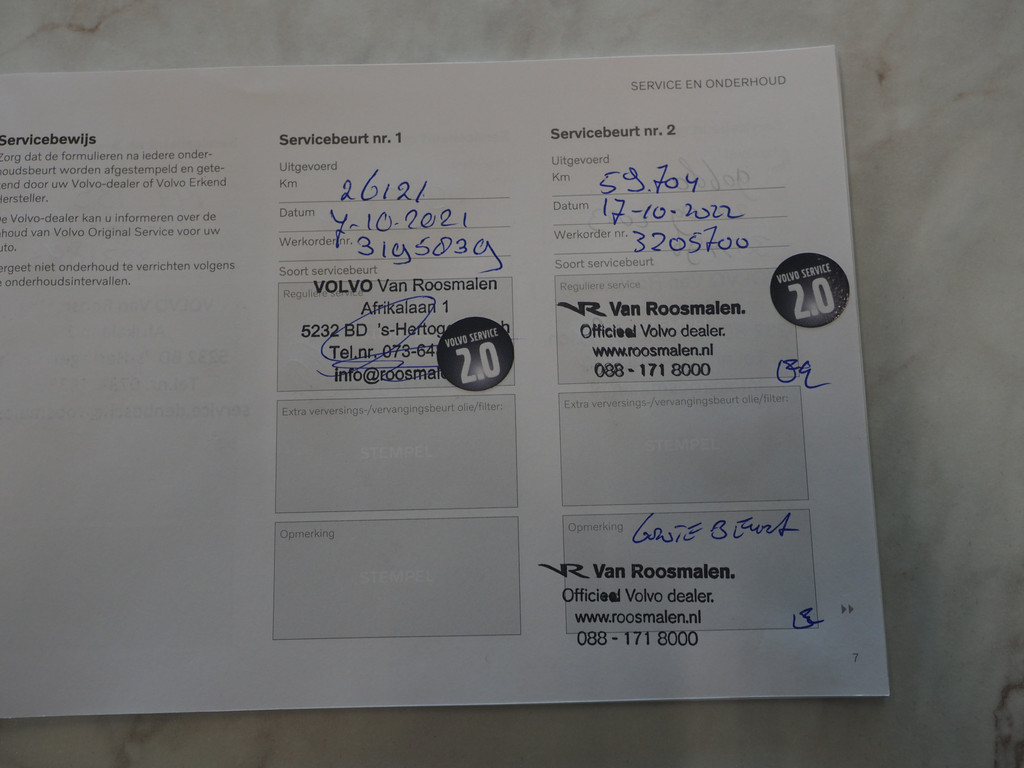 SERVICE EN ONDERHOUD
Servicebewijs
Zorg dat de formulieren na iedere onder-
houdsbeurt worden afgestempeld en gete-
kend door uw Volvo-dealer of Volvo Erkend
Hersteller.
De Volvo-dealer kan u informeren over de
inhoud van Volvo Original Service voor uw
auto.
Vergeet niet onderhoud te verrichten volgens
de onderhoudsintervallen.
Servicebeurt nr. 1
Uitgevoerd
Km 26121
Datum 7-10-2021
Werkorder nr. 3195839
Soort servicebeurt
Reguliere service
VOLVO Van Roosmalen
Afrikalaan 1
5232 BD 's-Hertog
Tel.nr. 073-64
info@roosmal
VOLVO SERVICE
2.0
Extra verversings-/vervangingsbeurt olie/filter:
STEMPEL
Opmerking
STEMPEL
Servicebeurt nr. 2
Uitgevoerd
Km 59.704
Datum 17-10-2022
Werkorder nr. 3205700
Soort servicebeurt
Reguliere service
VR Van Roosmalen.
Officieel Volvo dealer.
www.roosmalen.nl
088 - 171 8000
VOLVO SERVICE
2.0
Extra verversings-/vervangingsbeurt olie/filter:
STEMPEL
Opmerking GROTE BEURT
VR Van Roosmalen.
Officieel Volvo dealer.
www.roosmalen.nl
088 - 171 8000
7